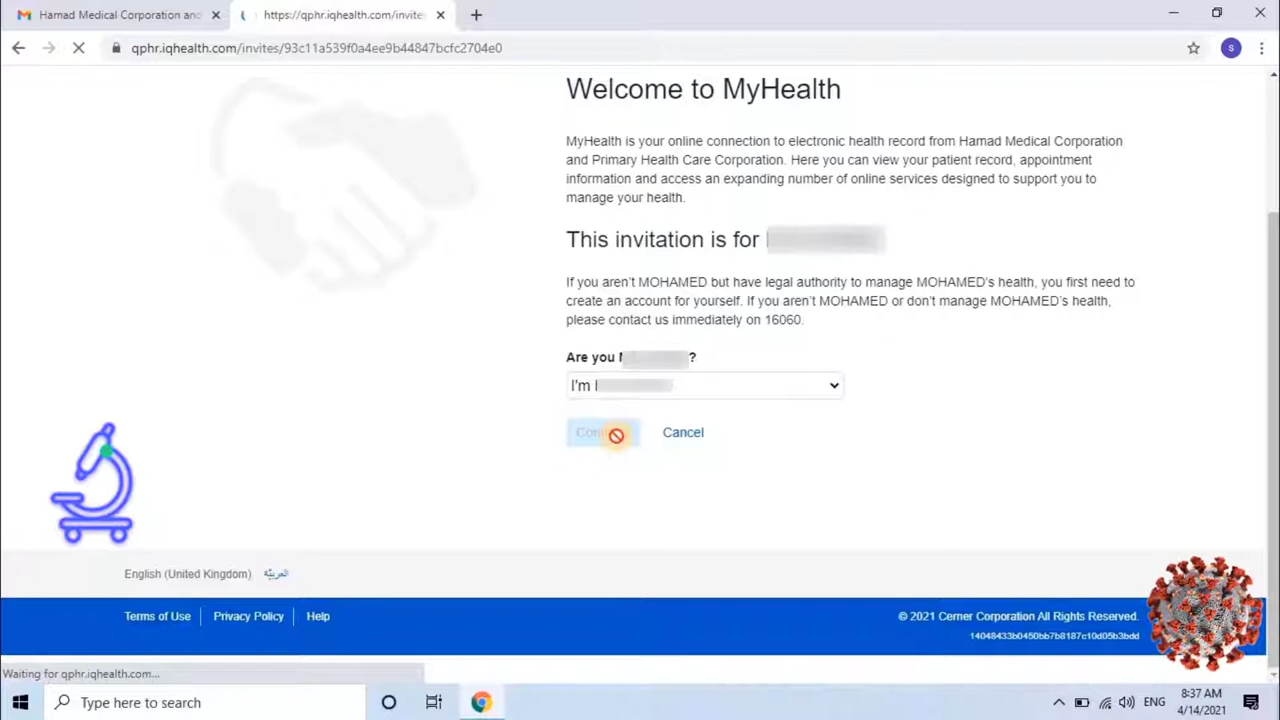 Hamad Medical Corporation and
https://qphr.iqhealth.com/invites
qphr.iqhealth.com/invites/93c11a539f0a4ee9b44847bcfc2704e0
S
Welcome to MyHealth
MyHealth is your online connection to electronic health record from Hamad Medical Corporation
and Primary Health Care Corporation. Here you can view your patient record, appointment
information and access an expanding number of online services designed to support you to
manage your health.
This invitation is for
If you aren't MOHAMED but have legal authority to manage MOHAMED's health, you first need to
create an account for yourself. If you aren't MOHAMED or don't manage MOHAMED's health,
please contact us immediately on 16060.
Are you ?
I'm
Cancel
English (United Kingdom) العربيّة
Terms of Use Privacy Policy Help
© 2021 Cerner Corporation All Rights Reserved.
14048433b0450bb7b8187c10d05b3bdd
Waiting for qphr.iqhealth.com...
Type here to search
ENG
8:37 AM
4/14/2021